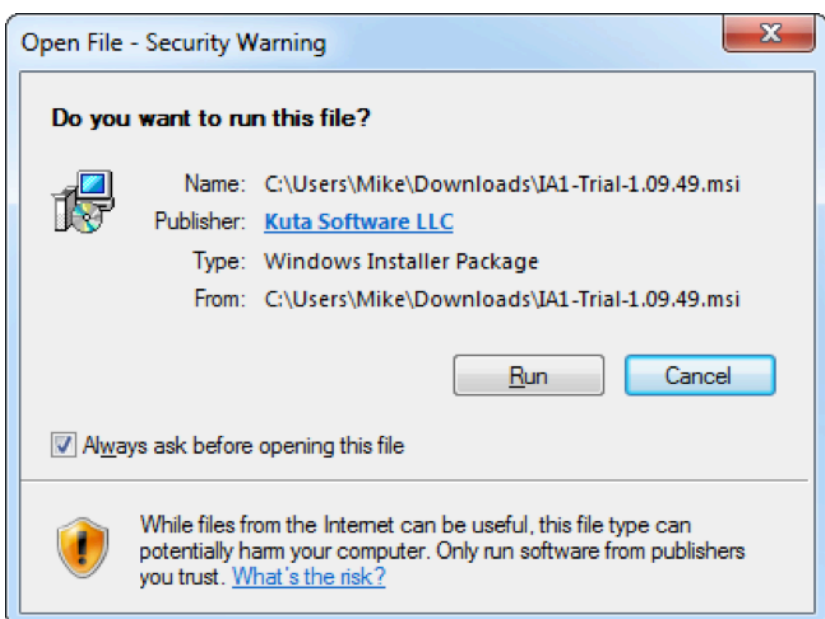 Open File - Security Warning
Do you want to run this file?
Name: C:\Users\Mike\Downloads\IA1-Trial-1.09.49.msi
Publisher: Kuta Software LLC
Type: Windows Installer Package
From: C:\Users\Mike\Downloads\IA1-Trial-1.09.49.msi
Run Cancel
Always ask before opening this file
While files from the Internet can be useful, this file type can
potentially harm your computer. Only run software from publishers
you trust. What's the risk?